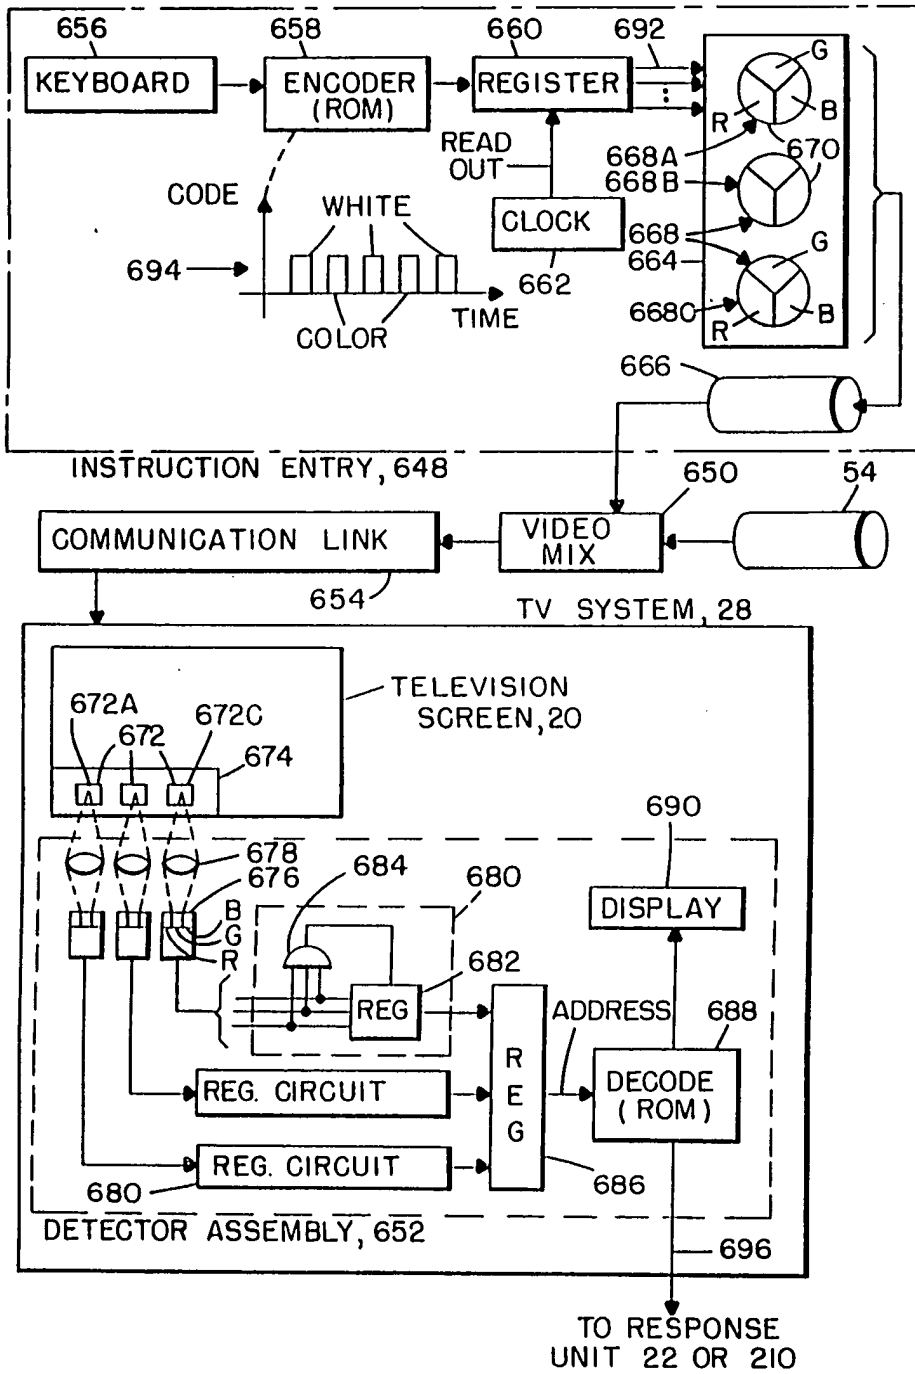 656
658
660
692
KEYBOARD
ENCODER
(ROM)
REGISTER
G
R
B
READ
OUT
668A
670
668B
CODE
WHITE
CLOCK
668
G
694
662
664
668C
TIME
R
B
COLOR
666
INSTRUCTION ENTRY, 648
650
54
COMMUNICATION LINK
VIDEO
MIX
654
TV SYSTEM, 28
TELEVISION
SCREEN, 20
672A
672C
672
674
690
678
684
676
680
B
DISPLAY
G
R
682
REG
ADDRESS
688
R
E
G
DECODE
(ROM)
REG. CIRCUIT
REG. CIRCUIT
680
686
DETECTOR ASSEMBLY, 652
696
TO RESPONSE
UNIT 22 OR 210